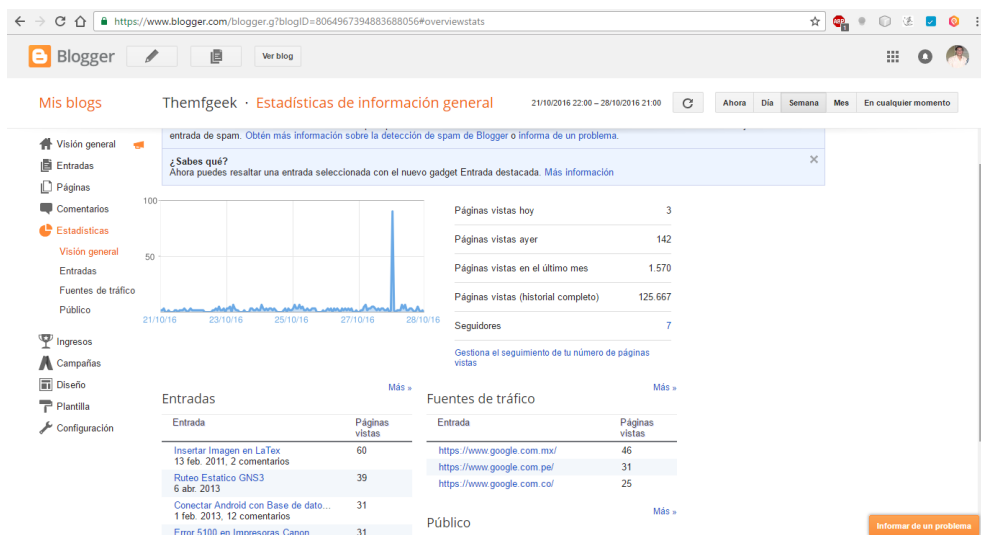 https://www.blogger.com/blogger.g?blogID=8064967394883688056#overviewstats
ABP
1
Blogger
Ver blog
Mis blogs
Themfgeek · Estadísticas de información general
21/10/2016 22:00 – 28/10/2016 21:00
Ahora Día Semana Mes En cualquier momento
entrada de spam. Obtén más información sobre la detección de spam de Blogger o informa de un problema.
¿Sabes qué?
Ahora puedes resaltar una entrada seleccionada con el nuevo gadget Entrada destacada. Más información
Visión general
Entradas
Páginas
Comentarios
Estadísticas
Visión general
Entradas
Fuentes de tráfico
Público
Ingresos
Campañas
Diseño
Plantilla
Configuración
100
50
21/10/16 23/10/16 25/10/16 27/10/16 28/10/16
Páginas vistas hoy 3
Páginas vistas ayer 142
Páginas vistas en el último mes 1.570
Páginas vistas (historial completo) 125.667
Seguidores 7
Gestiona el seguimiento de tu número de páginas
vistas
Más »
Entradas
Entrada Páginas
vistas
Insertar Imagen en LaTex 60
13 feb. 2011, 2 comentarios
Ruteo Estatico GNS3 39
6 abr. 2013
Conectar Android con Base de dato... 31
1 feb. 2013, 12 comentarios
Error 5100 en Impresoras Canon 31
Más »
Fuentes de tráfico
Entrada Páginas
vistas
https://www.google.com.mx/ 46
https://www.google.com.pe/ 31
https://www.google.com.co/ 25
Más »
Público
Informar de un problema